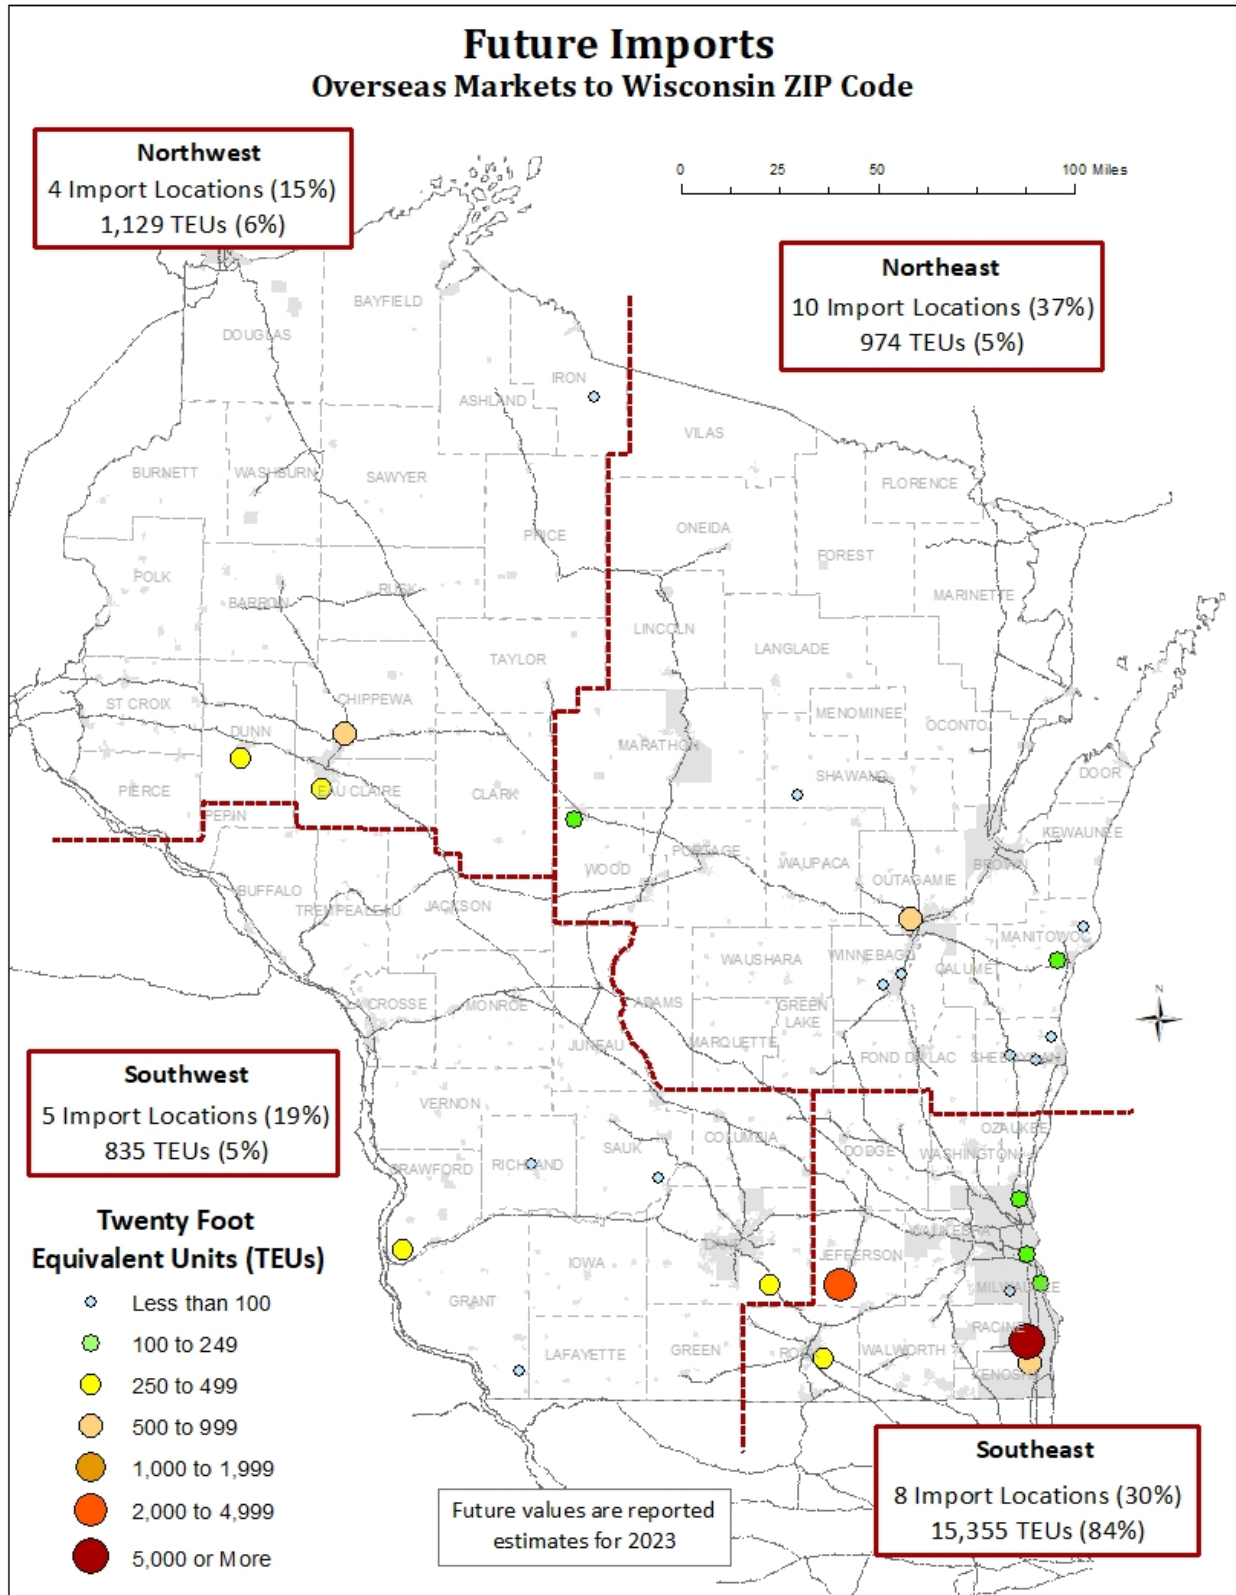 Future Imports
Overseas Markets to Wisconsin ZIP Code
Northwest
4 Import Locations (15%)
1,129 TEUs (6%)
0 25 50 100 Miles
Northeast
10 Import Locations (37%)
974 TEUs (5%)
BAYFIELD
DOUGLAS
IRON
ASHLAND
VILAS
BURNETT
WASHBURN
SAWYER
FLORENCE
ONEIDA
PRICE
FOREST
POLK
BARRON
RUSK
MARINETTE
LINCOLN
LANGLADE
TAYLOR
ST CROIX
CHIPPEWA
MENOMINEE
OCONTO
DUNN
MARATHON
SHAWANO
DOOR
PIERCE
EAU CLAIRE
CLARK
PEPIN
KEWAUNEE
PORTAGE
WAUPACA
BROWN
WOOD
OUTAGAMIE
BUFFALO
TREMPEALEAU
JACKSON
MANITOWOC
WAUSHARA
WINNEBAGO
CALUMET
N
LA CROSSE
MONROE
ADAMS
GREEN
LAKE
JUNEAU
MARQUETTE
FOND DU LAC
SHEBOYGAN
Southwest
5 Import Locations (19%)
835 TEUs (5%)
VERNON
OZAUKEE
COLUMBIA
SAUK
DODGE
WASHINGTON
CRAWFORD
RICHLAND
WAUKESHA
DANE
JEFFERSON
IOWA
MILWAUKEE
GRANT
RACINE
LAFAYETTE
GREEN
ROCK
WALWORTH
KENOSHA
Twenty Foot
Equivalent Units (TEUs)
Less than 100
100 to 249
250 to 499
500 to 999
1,000 to 1,999
2,000 to 4,999
5,000 or More
Future values are reported
estimates for 2023
Southeast
8 Import Locations (30%)
15,355 TEUs (84%)